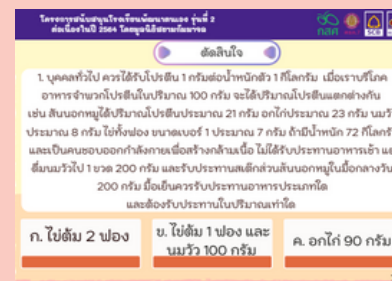 โครงการสนับสนุนโรงเรียนพัฒนาตนเอง รุ่นที่ 2
ต่อเนื่องในปี 2564 โดยมูลนิธิสยามกัมมาจล
กสศ
SCB
ตัดสินใจ
1. บุคคลทั่วไป ควรได้รับโปรตีน 1 กรัมต่อน้ำหนักตัว 1 กิโลกรัม เมื่อเราบริโภค
อาหารจำพวกโปรตีนในปริมาณ 100 กรัม จะได้ปริมาณโปรตีนแตกต่างกัน
เช่น สันนอกหมูได้ปริมาณโปรตีนประมาณ 21 กรัม อกไก่ประมาณ 23 กรัม นมวัว
ประมาณ 8 กรัม ไข่ทั้งฟอง ขนาดเบอร์ 1 ประมาณ 7 กรัม ถ้ามีน้ำหนัก 72 กิโลกรัม
และเป็นคนชอบออกกำลังกายเพื่อสร้างกล้ามเนื้อ ไม่ได้รับประทานอาหารเช้า แต่
ดื่มนมวัวไป 1 ขวด 200 กรัม และรับประทานสเต็กส่วนสันนอกหมูในมื้อกลางวัน
200 กรัม มื้อเย็นควรรับประทานอาหารประเภทใด
และต้องรับประทานในปริมาณเท่าใด
ก. ไข่ต้ม 2 ฟอง
ข. ไข่ต้ม 1 ฟอง และ
นมวัว 100 กรัม
ค. อกไก่ 90 กรัม